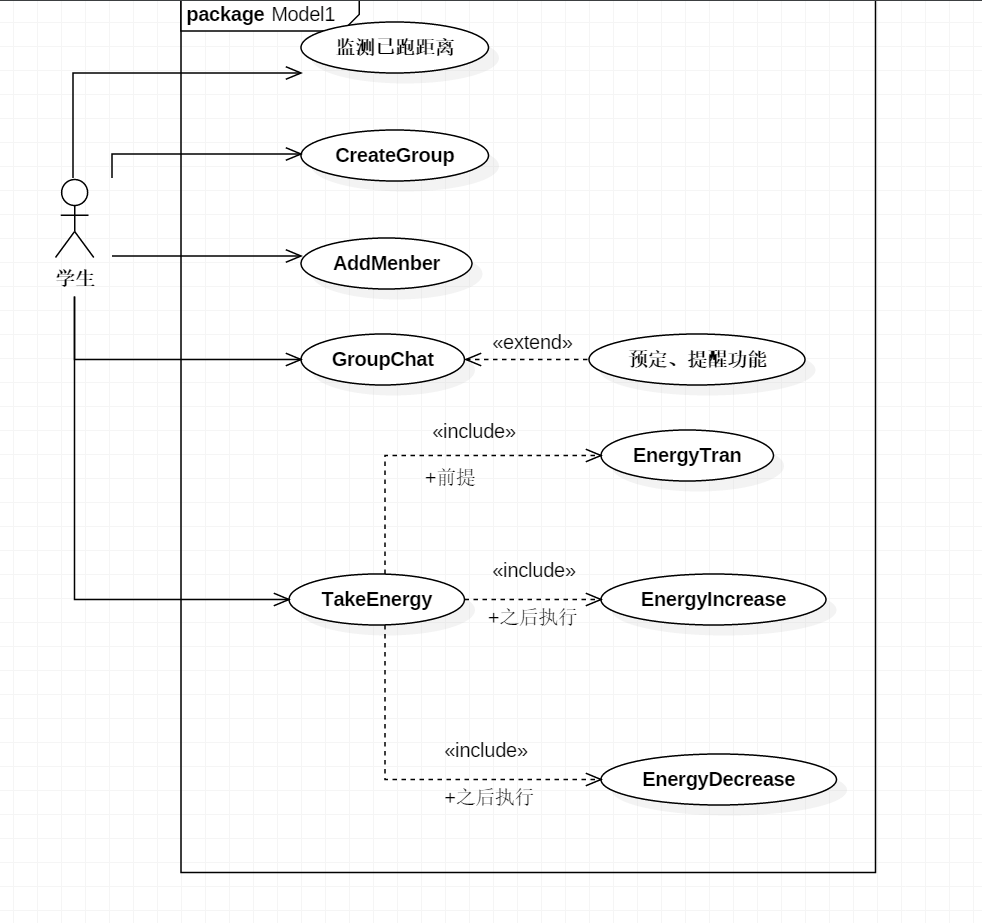 package Model1
监测已跑距离
CreateGroup
AddMenber
学生
GroupChat
«extend»
预定、提醒功能
«include»
EnergyTran
+前提
«include»
TakeEnergy
EnergyIncrease
+之后执行
«include»
EnergyDecrease
+之后执行